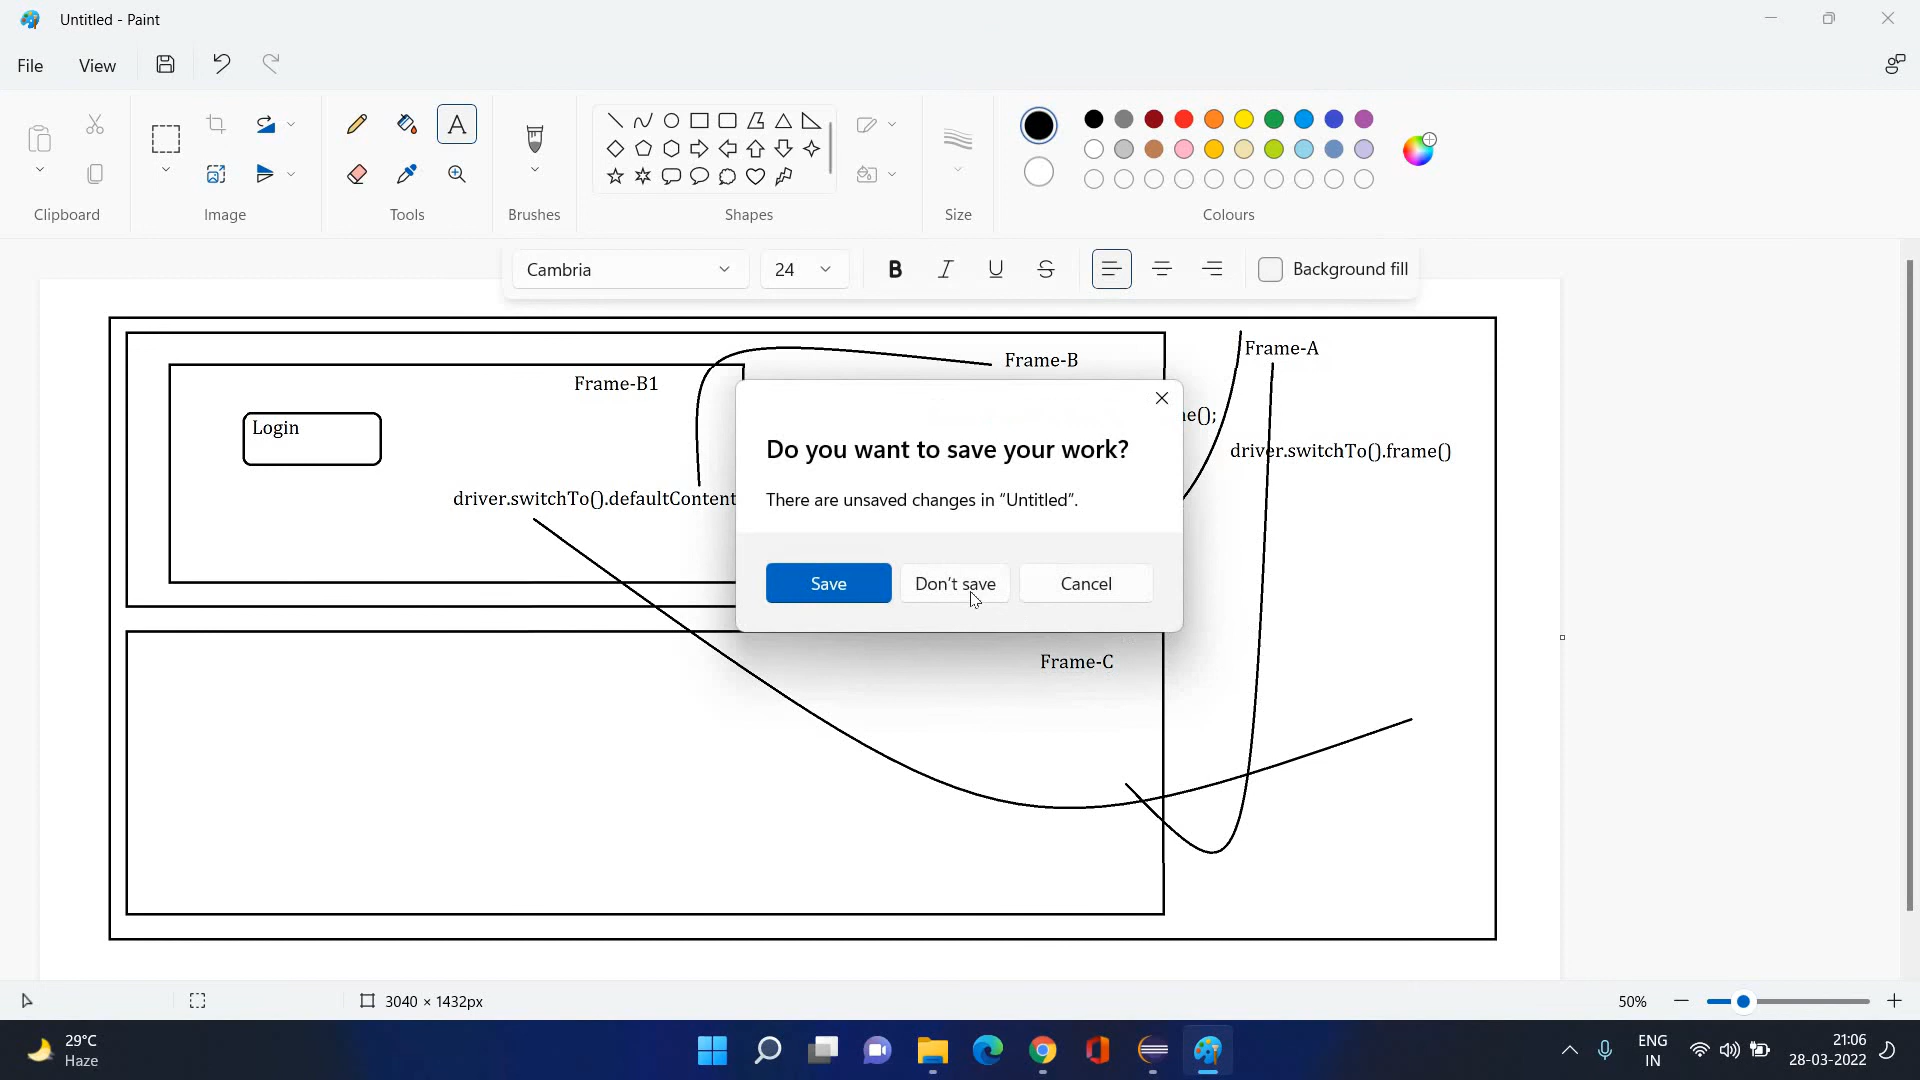 Untitled - Paint
File View
Clipboard Image Tools Brushes Shapes Size Colours
Cambria 24 B I U S Background fill
Frame-A
Frame-B
Frame-B1
Login
ne();
driver.switchTo().frame()
driver.switchTo().defaultContent
Do you want to save your work?
There are unsaved changes in “Untitled”.
Save Don't save Cancel
Frame-C
3040 × 1432px 50%
29°C
Haze
ENG
IN
21:06
28-03-2022